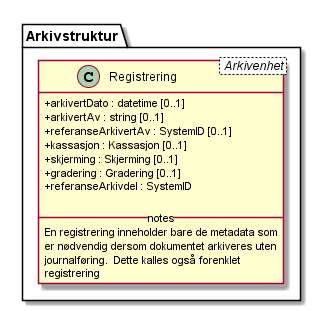 Arkivstruktur
Arkivenhet
C Registrering
+arkivertDato : datetime [0..1]
+arkivertAv : string [0..1]
+referanseArkivertAv : SystemID [0..1]
+kassasjon : Kassasjon [0..1]
+skjerming : Skjerming [0..1]
+gradering : Gradering [0..1]
+referanseArkivdel : SystemID
notes
En registrering inneholder bare de metadata som
er nødvendig dersom dokumentet arkiveres uten
journalføring.  Dette kalles også forenklet
registrering